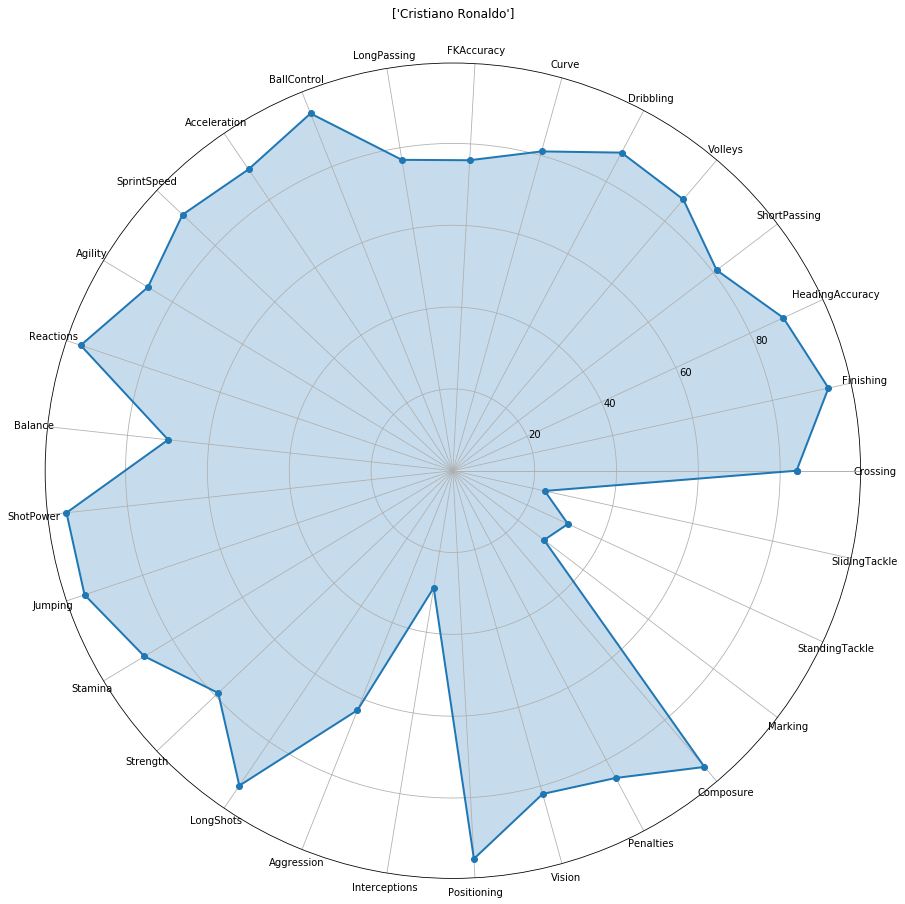 ['Cristiano Ronaldo']
FKAccuracy
LongPassing
Curve
BallControl
Dribbling
Acceleration
Volleys
SprintSpeed
ShortPassing
Agility
HeadingAccuracy
Reactions
80
60
Finishing
40
Balance
20
Crossing
ShotPower
SlidingTackle
Jumping
StandingTackle
Stamina
Marking
Strength
Composure
LongShots
Penalties
Aggression
Vision
Interceptions
Positioning